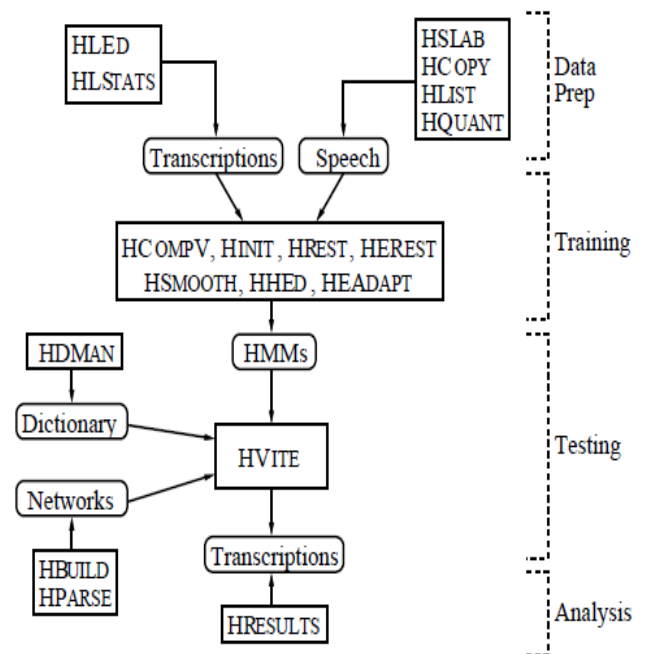 HLED
HLSTATS
HSLAB
HCOPY
HLIST
HQUANT
Data
Prep
Transcriptions
Speech
HCOMPV, HINIT, HREST, HEREST
HSMOOTH, HHED, HEADAPT
Training
HMMs
HDMAN
Dictionary
HVITE
Testing
Networks
Transcriptions
HBUILD
HPARSE
HRESULTS
Analysis